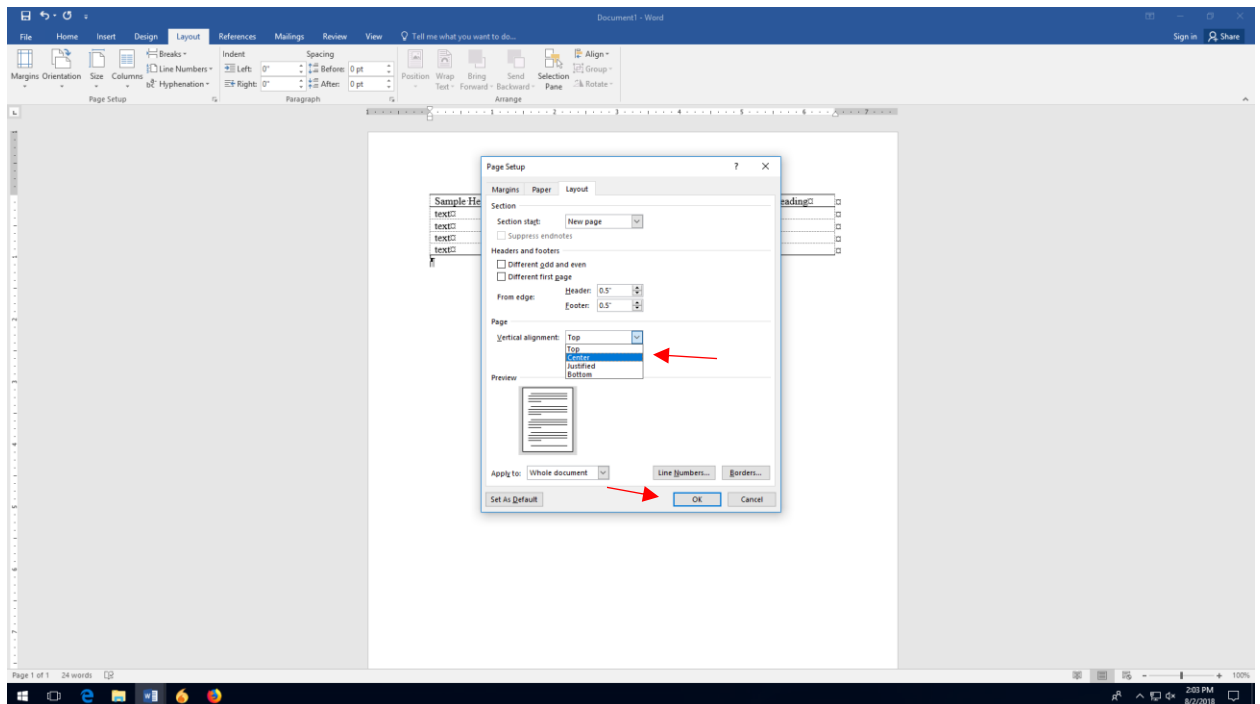 Document1 - Word
File Home Insert Design Layout References Mailings Review View Tell me what you want to do... Sign in Share
Breaks Indent Spacing Align
Line Numbers Left: 0" Before: 0 pt Group
Margins Orientation Size Columns Hyphenation Right: 0" After: 0 pt Position Wrap Text Bring Forward Send Backward Selection Pane Rotate
Page Setup Paragraph Arrange
Page Setup ? X
Margins Paper Layout
Sample He eading¤ ¤
Section
text¤ ¤
Section start: New page
text¤ ¤
Suppress endnotes
text¤ ¤
text¤ ¤
Headers and footers
¶
Different odd and even
Different first page
From edge: Header: 0.5"
Footer: 0.5"
Page
Vertical alignment: Top
Top
Center
Justified
Bottom
Preview
Apply to: Whole document Line Numbers... Borders...
Set As Default OK Cancel
Page 1 of 1 24 words 100%
2:03 PM
8/2/2018